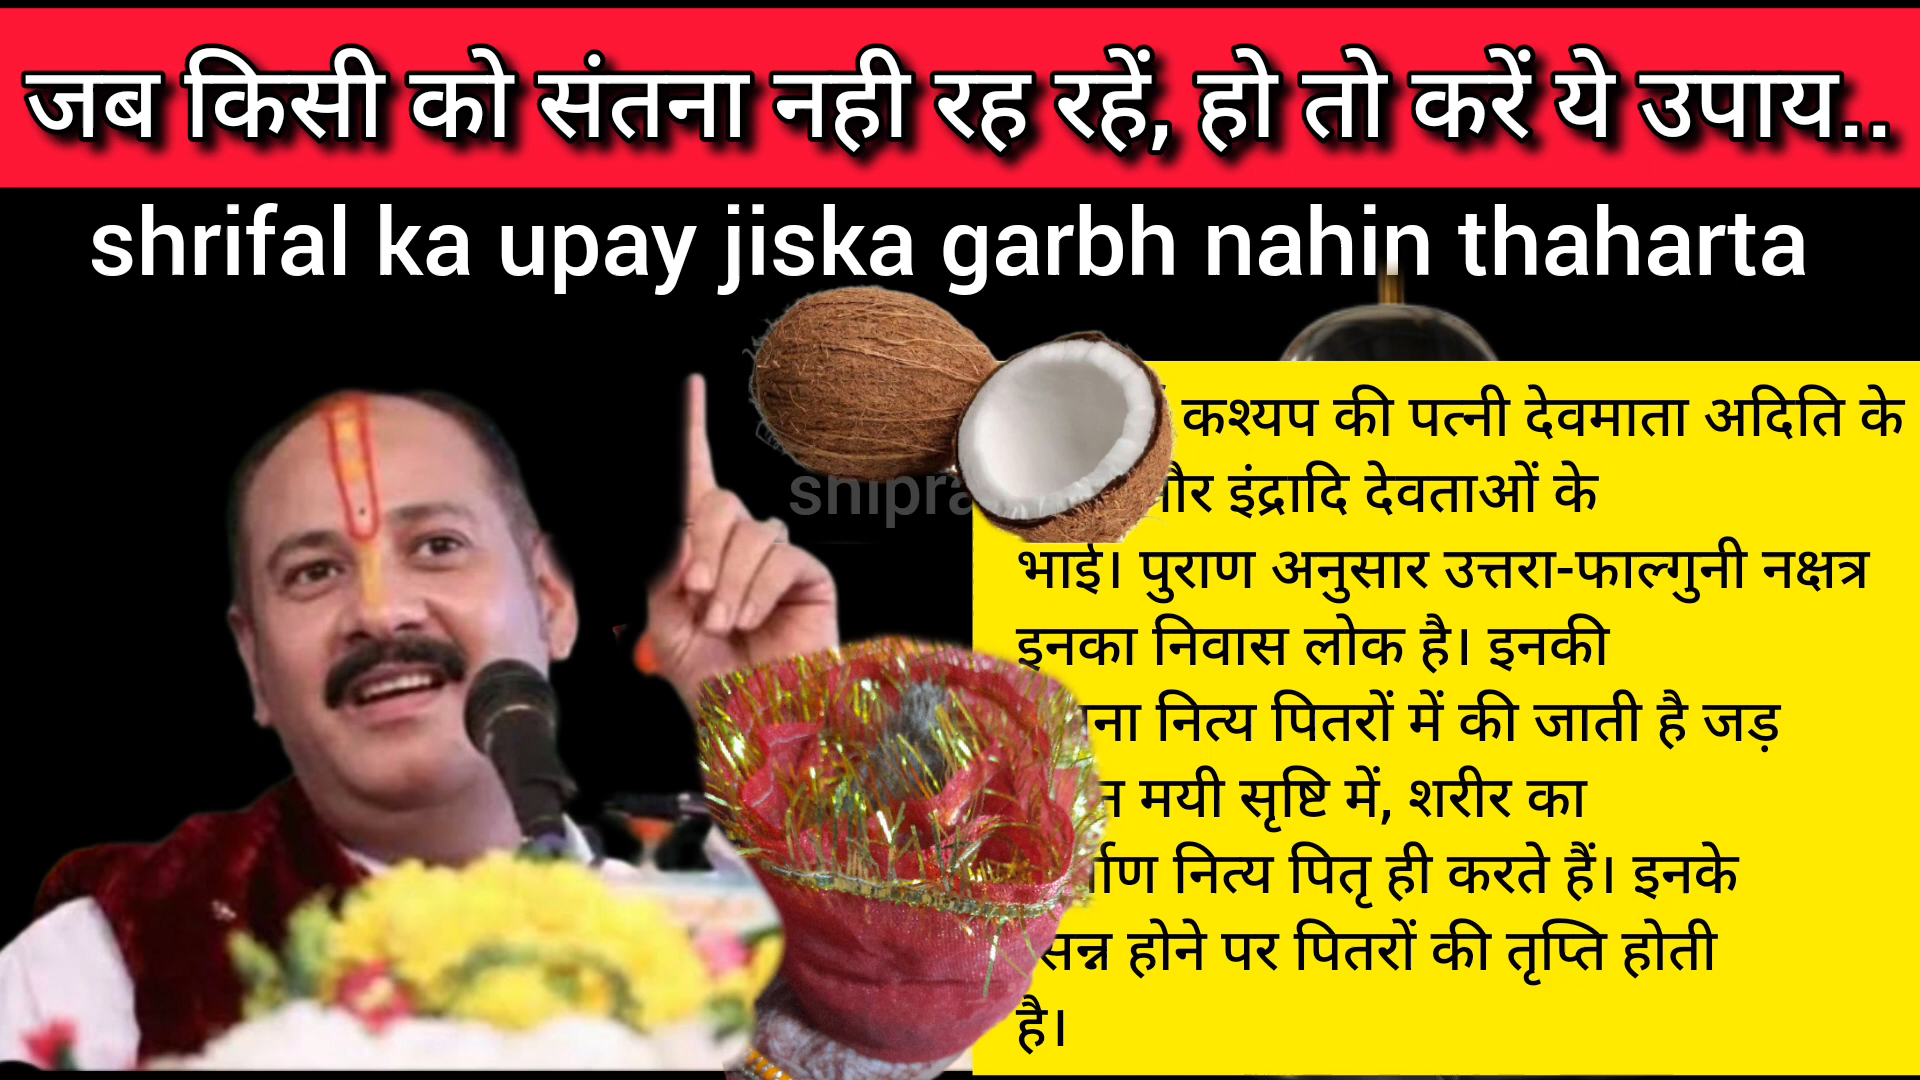 जब किसी को संतना नही रह रहें, हो तो करें ये उपाय..
shrifal ka upay jiska garbh nahin thaharta
कश्यप की पत्नी देवमाता अदिति के
इंद्रादि देवताओं के
भाई। पुराण अनुसार उत्तरा-फाल्गुनी नक्षत्र
इनका निवास लोक है। इनकी
नित्य पितरों में की जाती है जड़
मयी सृष्टि में, शरीर का
नित्य पितृ ही करते हैं। इनके
होने पर पितरों की तृप्ति होती
है।